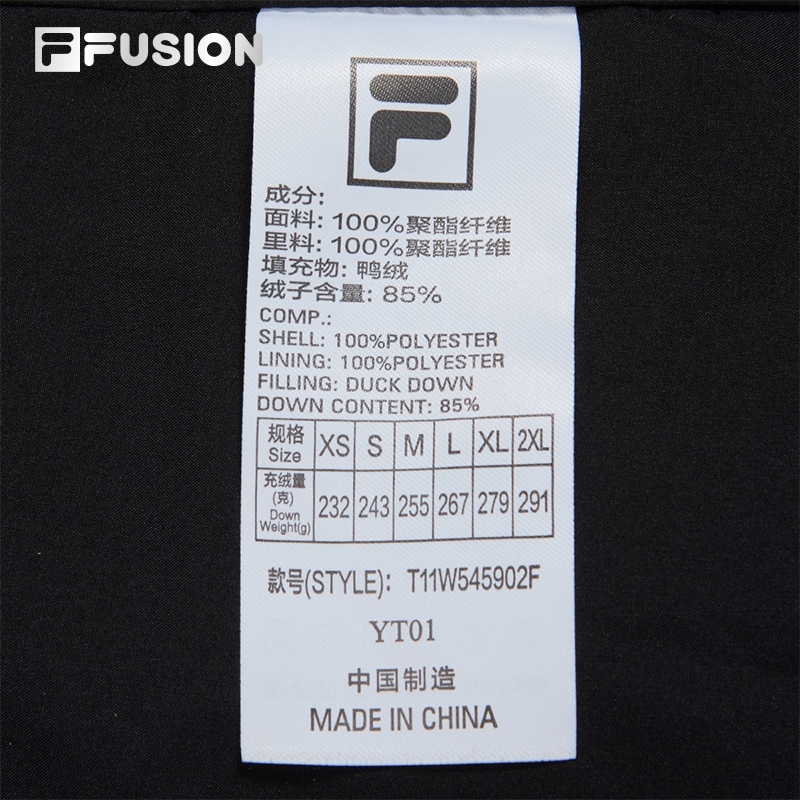 FUSION
F
成分:
面料: 100%聚酯纤维
里料: 100%聚酯纤维
填充物: 鸭绒
绒子含量: 85%
COMP.:
SHELL: 100%POLYESTER
LINING: 100%POLYESTER
FILLING: DUCK DOWN
DOWN CONTENT: 85%
规格 Size XS S M L XL 2XL
充绒量 (克) Down Weight(g) 232 243 255 267 279 291
款号(STYLE): T11W545902F
YT01
中国制造
MADE IN CHINA